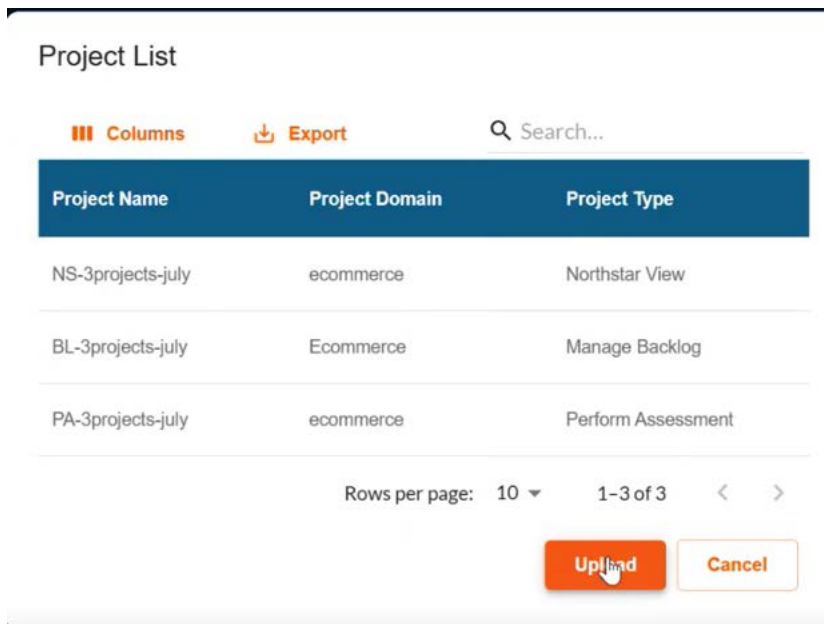 Project List
Columns Export Search...
Project Name Project Domain Project Type
NS-3projects-july ecommerce Northstar View
BL-3projects-july Ecommerce Manage Backlog
PA-3projects-july ecommerce Perform Assessment
Rows per page: 10 1–3 of 3
Upload Cancel